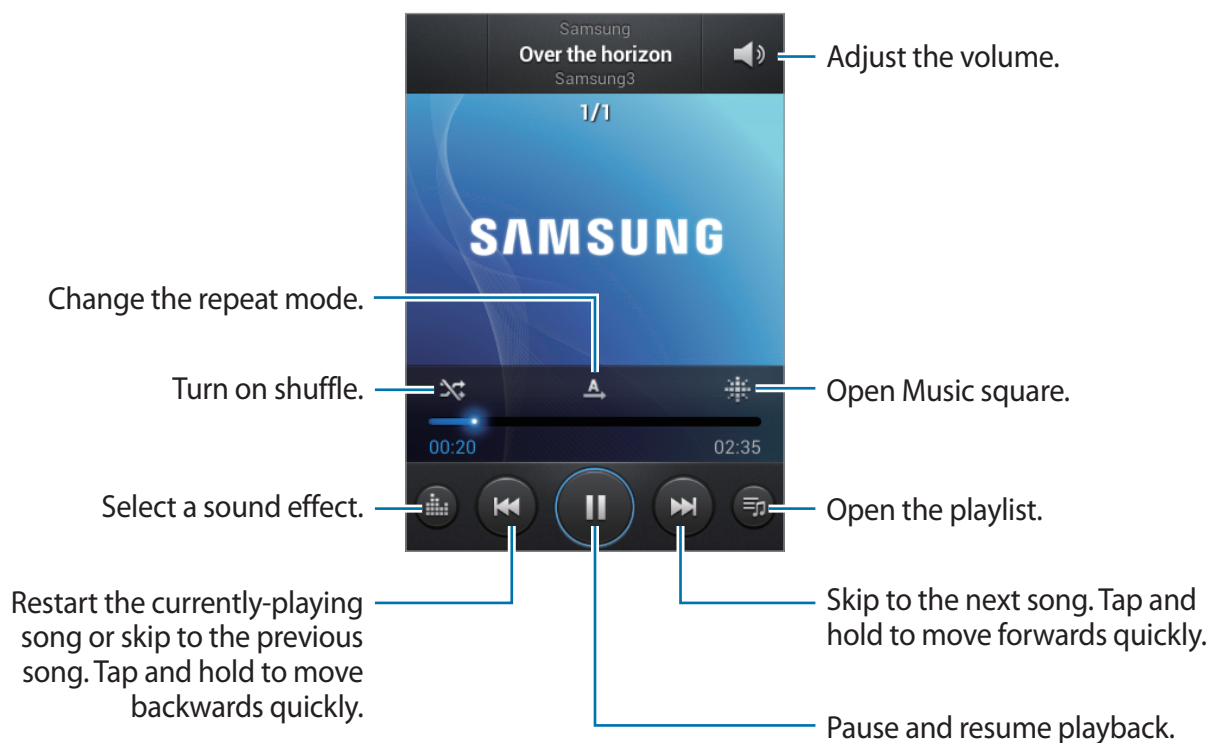 Samsung
Over the horizon
Samsung3
Adjust the volume.
1/1
SAMSUNG
Change the repeat mode.
A
Turn on shuffle.
Open Music square.
00:20
02:35
Select a sound effect.
Open the playlist.
Restart the currently-playing
song or skip to the previous
song. Tap and hold to move
backwards quickly.
Skip to the next song. Tap and
hold to move forwards quickly.
Pause and resume playback.